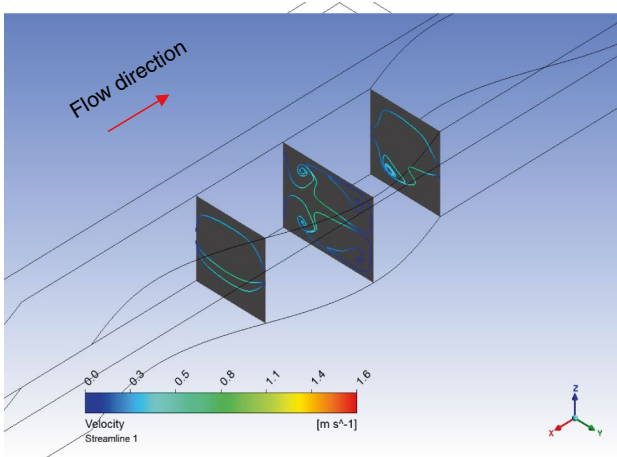 Flow direction
0.0 0.3 0.5 0.8 1.1 1.4 1.6
Velocity [m s^-1]
Streamline 1
Z
X Y